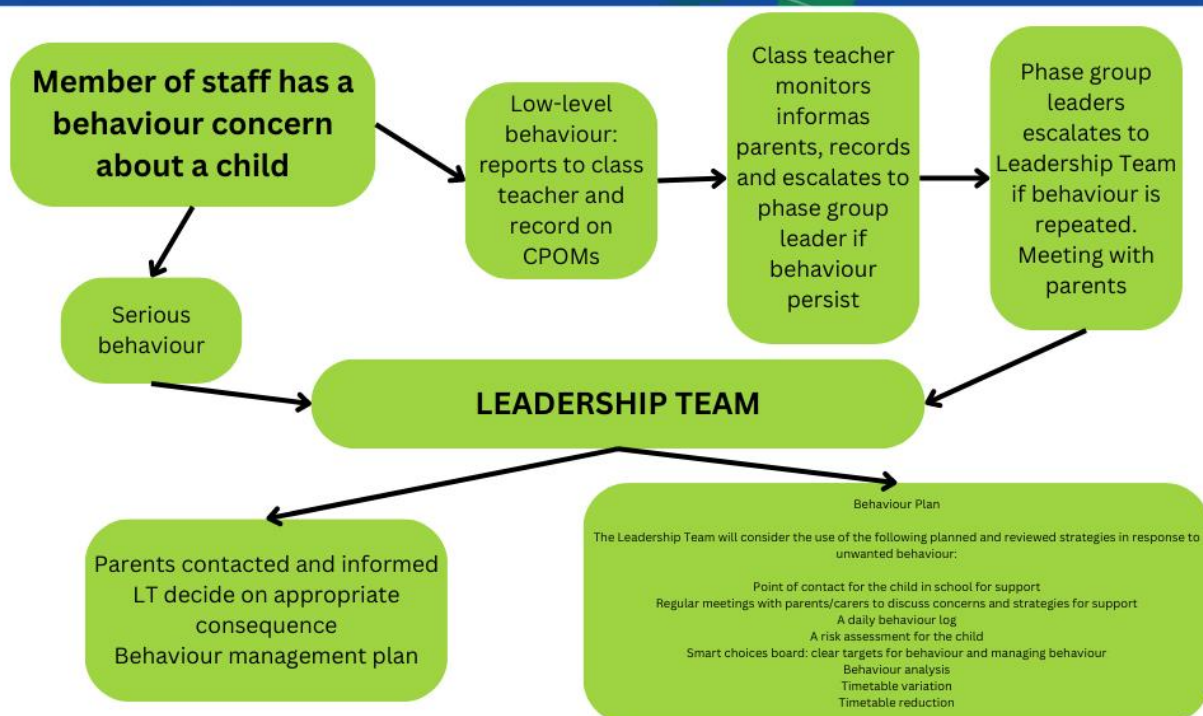 Member of staff has a
behaviour concern
about a child
Low-level
behaviour:
reports to class
teacher and
record on
CPOMs
Class teacher
monitors
informas
parents, records
and escalates to
phase group
leader if
behaviour
persist
Phase group
leaders
escalates to
Leadership Team
if behaviour is
repeated.
Meeting with
parents
Serious
behaviour
LEADERSHIP TEAM
Parents contacted and informed
LT decide on appropriate
consequence
Behaviour management plan
Behaviour Plan
The Leadership Team will consider the use of the following planned and reviewed strategies in response to
unwanted behaviour:
Point of contact for the child in school for support
Regular meetings with parents/carers to discuss concerns and strategies for support
A daily behaviour log
A risk assessment for the child
Smart choices board: clear targets for behaviour and managing behaviour
Behaviour analysis
Timetable variation
Timetable reduction